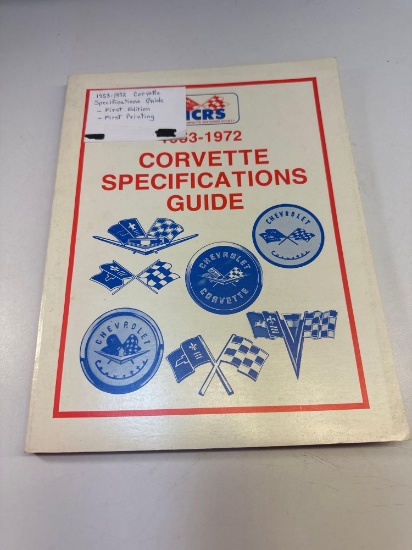 1953-1972 Corvette
Specifications Guide
- First Edition
- First Printing
NCRS
1953-1972
CORVETTE
SPECIFICATIONS
GUIDE
CHEVROLET
CHEVROLET
CORVETTE
CHEVROLET